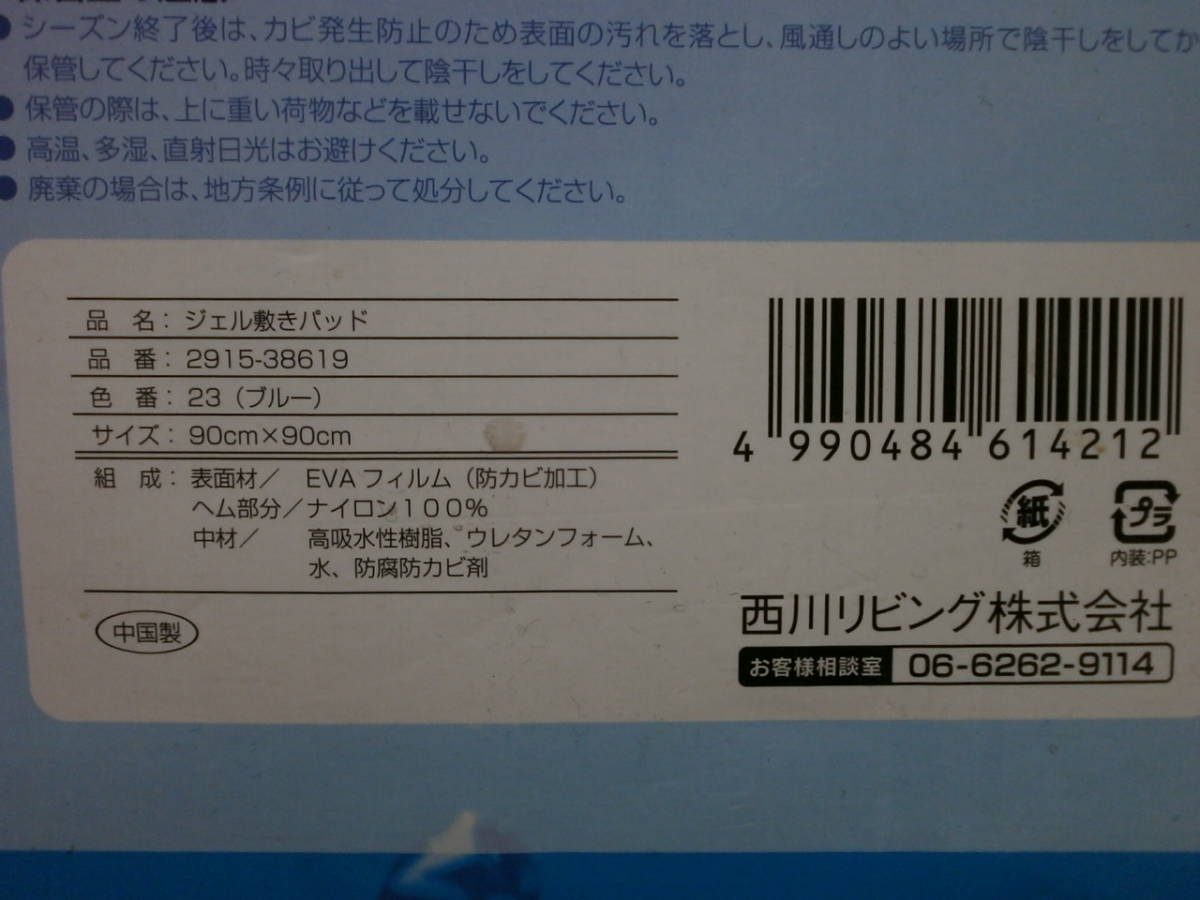 ● シーズン終了後は、カビ発生防止のため表面の汚れを落とし、風通しのよい場所で陰干しをしてか
保管してください。時々取り出して陰干しをしてください。
● 保管の際は、上に重い荷物などを載せないでください。
● 高温、多湿、直射日光はお避けください。
● 廃棄の場合は、地方条例に従って処分してください。
品 名：ジェル敷きパッド
品 番：2915-38619
色 番：23（ブルー）
サイズ：90cm×90cm
組 成：表面材／ EVAフィルム（防カビ加工）
ヘム部分／ナイロン100%
中材／ 高吸水性樹脂、ウレタンフォーム、
水、防腐防カビ剤
中国製
4 990484 614212
紙
箱
プラ
内装:PP
西川リビング株式会社
お客様相談室 06-6262-9114